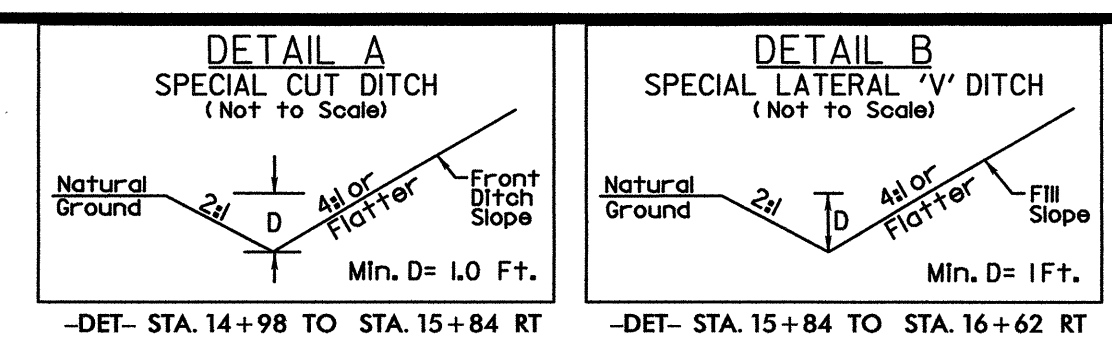 DETAIL A
SPECIAL CUT DITCH
(Not to Scale)
Natural
Ground
2:1
D
4:1 or
Flatter
Front
Ditch
Slope
Min. D= 1.0 Ft.
-DET- STA. 14+98 TO STA. 15+84 RT
DETAIL B
SPECIAL LATERAL 'V' DITCH
(Not to Scale)
Natural
Ground
2:1
D
4:1 or
Flatter
Fill
Slope
Min. D= 1 Ft.
-DET- STA. 15+84 TO STA. 16+62 RT